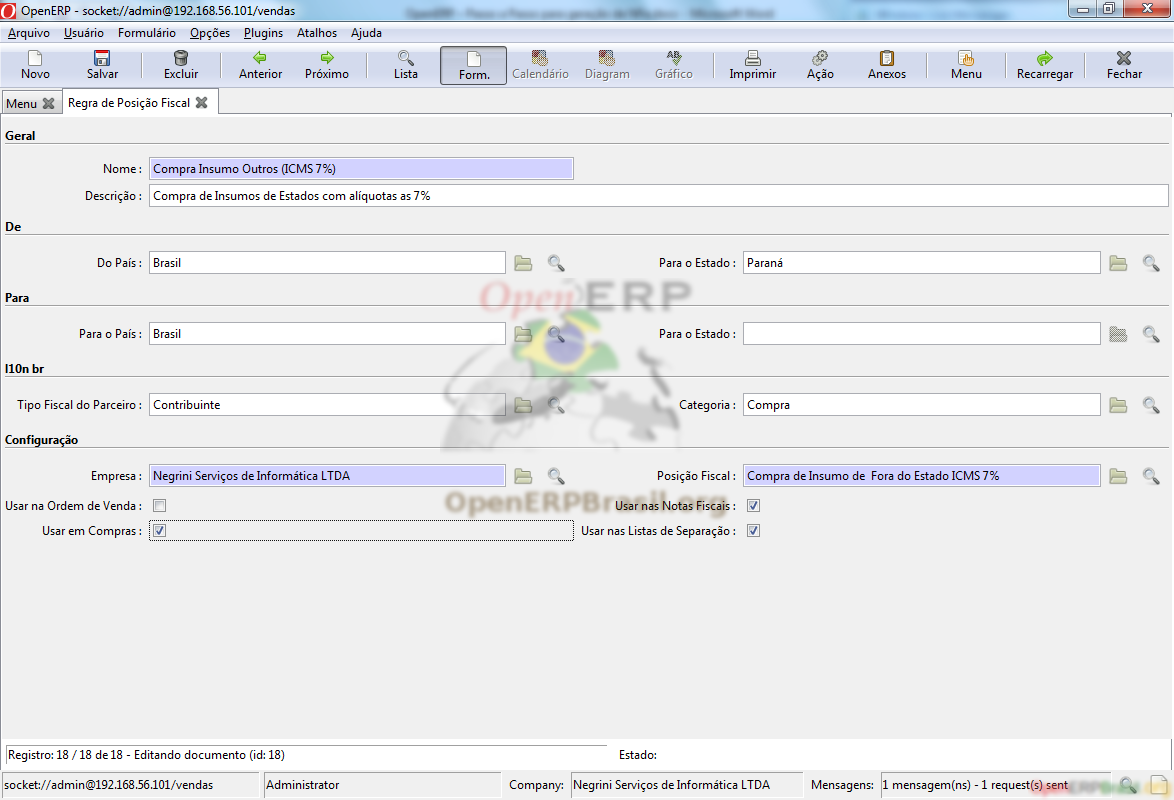 OpenERP - socket://admin@192.168.56.101/vendas
Arquivo Usuário Formulário Opções Plugins Atalhos Ajuda
Novo Salvar Excluir Anterior Próximo Lista Form. Calendário Diagram Gráfico Imprimir Ação Anexos Menu Recarregar Fechar
Menu Regra de Posição Fiscal
Geral
Nome : Compra Insumo Outros (ICMS 7%)
Descrição : Compra de Insumos de Estados com alíquotas as 7%
De
Do País : Brasil Para o Estado : Paraná
OpenERP
Para
Para o País : Brasil Para o Estado :
l10n br
Tipo Fiscal do Parceiro : Contribuinte Categoria : Compra
Configuração
Empresa : Negrini Serviços de Informática LTDA Posição Fiscal : Compra de Insumo de  Fora do Estado ICMS 7%
OpenERPBrasil.org
Usar na Ordem de Venda : Usar nas Notas Fiscais :
Usar em Compras : Usar nas Listas de Separação :
Registro: 18 / 18 de 18 - Editando documento (id: 18) Estado:
socket://admin@192.168.56.101/vendas Administrator Company: Negrini Serviços de Informática LTDA Mensagens: 1 mensagem(ns) - 1 request(s) sent
OpenERPBrasil.org